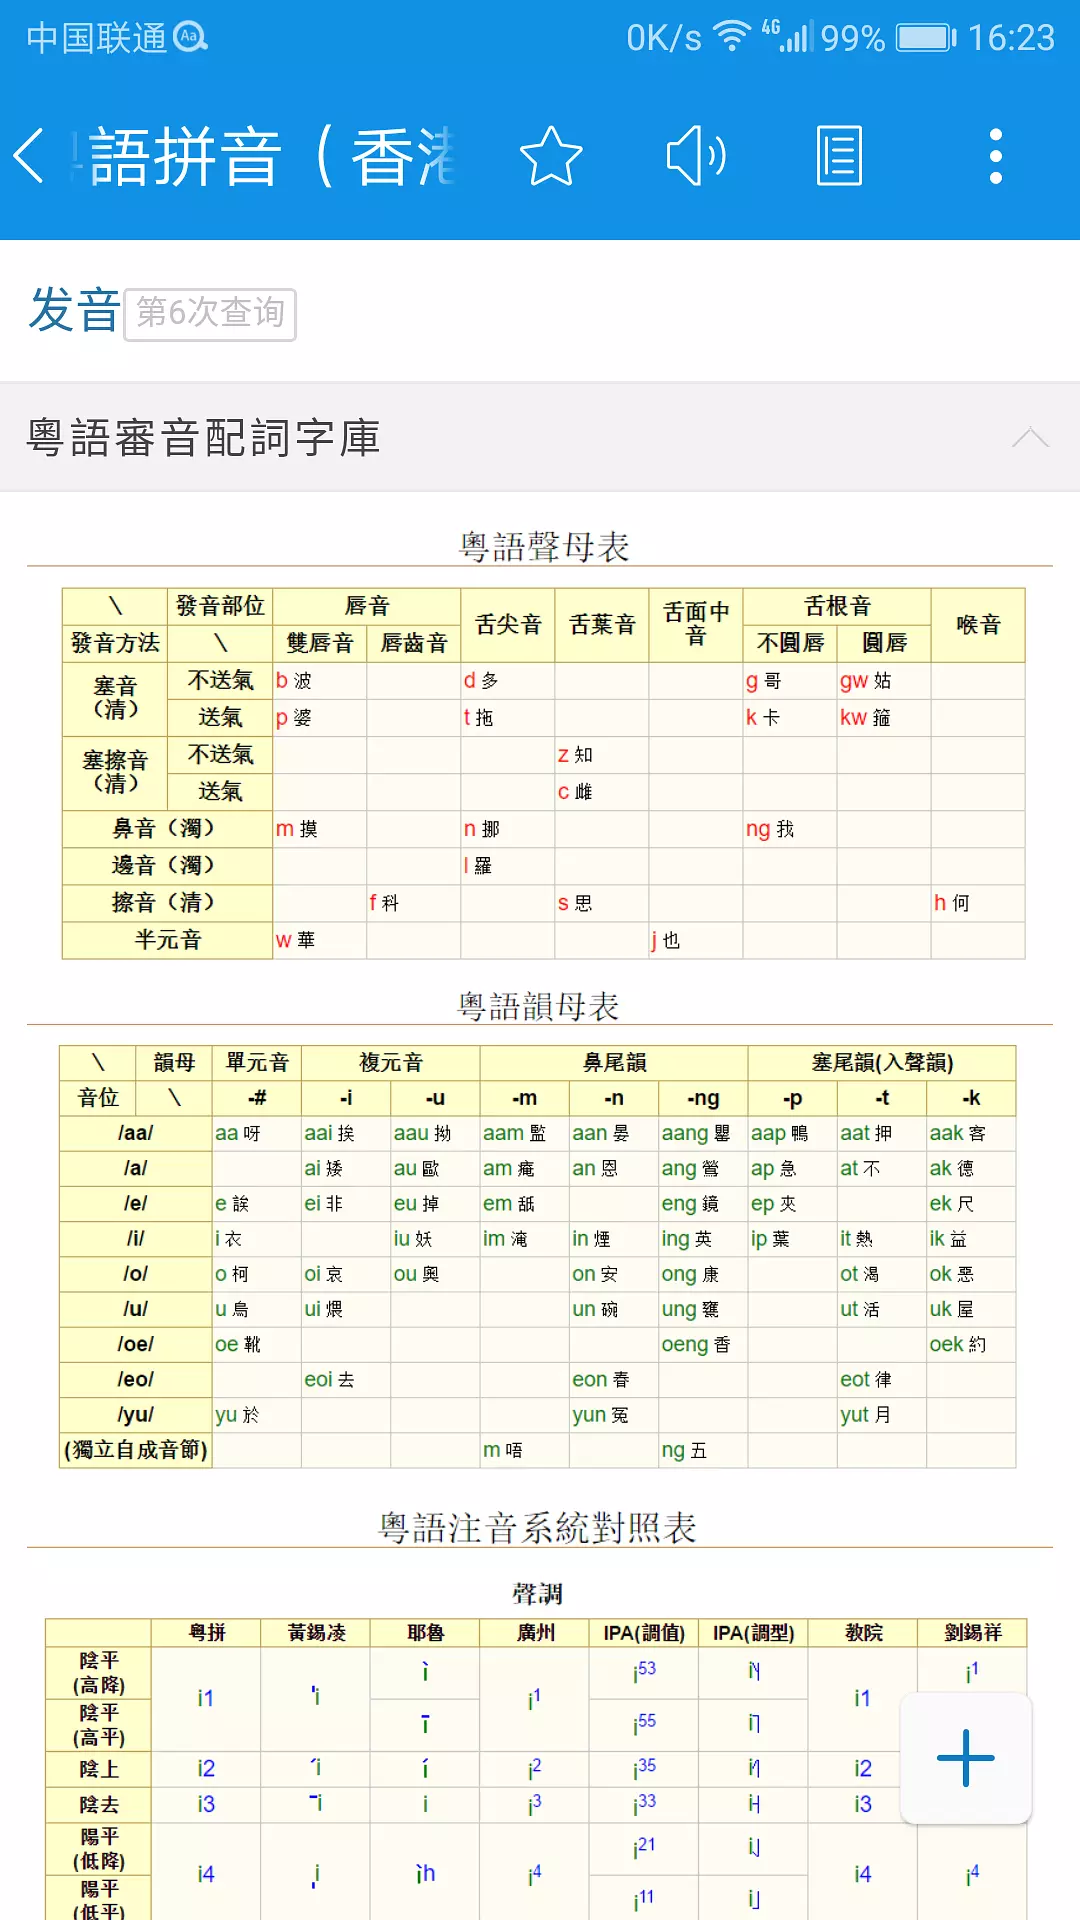 中国联通 0K/s 4G 99% 16:23
語拼音（香港
发音 第6次查询
粵語審音配詞字庫
粵語聲母表
\ 發音部位 唇音 舌尖音 舌葉音 舌面中音 舌根音 喉音
發音方法 \ 雙唇音 唇齒音 不圓唇 圓唇
塞音（清） 不送氣 b 波 d 多 g 哥 gw 姑
送氣 p 婆 t 拖 k 卡 kw 箍
塞擦音（清） 不送氣 z 知
送氣 c 雌
鼻音（濁） m 摸 n 挪 ng 我
邊音（濁） l 羅
擦音（清） f 科 s 思 h 何
半元音 w 華 j 也
粵語韻母表
\ 韻母 單元音 複元音 鼻尾韻 塞尾韻(入聲韻)
音位 \ -# -i -u -m -n -ng -p -t -k
/aa/ aa 呀 aai 挨 aau 拗 aam 監 aan 晏 aang 罌 aap 鴨 aat 押 aak 客
/a/ ai 矮 au 歐 am 庵 an 恩 ang 鶯 ap 急 at 不 ak 德
/e/ e 誒 ei 非 eu 掉 em 舐 eng 鏡 ep 夾 ek 尺
/i/ i 衣 iu 妖 im 淹 in 煙 ing 英 ip 葉 it 熱 ik 益
/o/ o 柯 oi 哀 ou 奧 on 安 ong 康 ot 渴 ok 惡
/u/ u 烏 ui 煨 un 碗 ung 甕 ut 活 uk 屋
/oe/ oe 靴 oeng 香 oek 約
/eo/ eoi 去 eon 春 eot 律
/yu/ yu 於 yun 冤 yut 月
(獨立自成音節) m 唔 ng 五
粵語注音系統對照表
聲調
粵拼 黃錫凌 耶魯 廣州 IPA(調值) IPA(調型) 教院 劉錫祥
陰平(高降) i1 ˈi ì i¹ i⁵³ i˥˧ i1 i¹
陰平(高平) ī i⁵⁵ i˥
陰上 i2 ˊi í i² i³⁵ i˧˥ i2
陰去 i3 ˉi i i³ i³³ i˧ i3
陽平(低降) i4 ˌi ìh i⁴ i²¹ i˨˩ i4 i⁴
陽平(低平) i¹¹ i˩